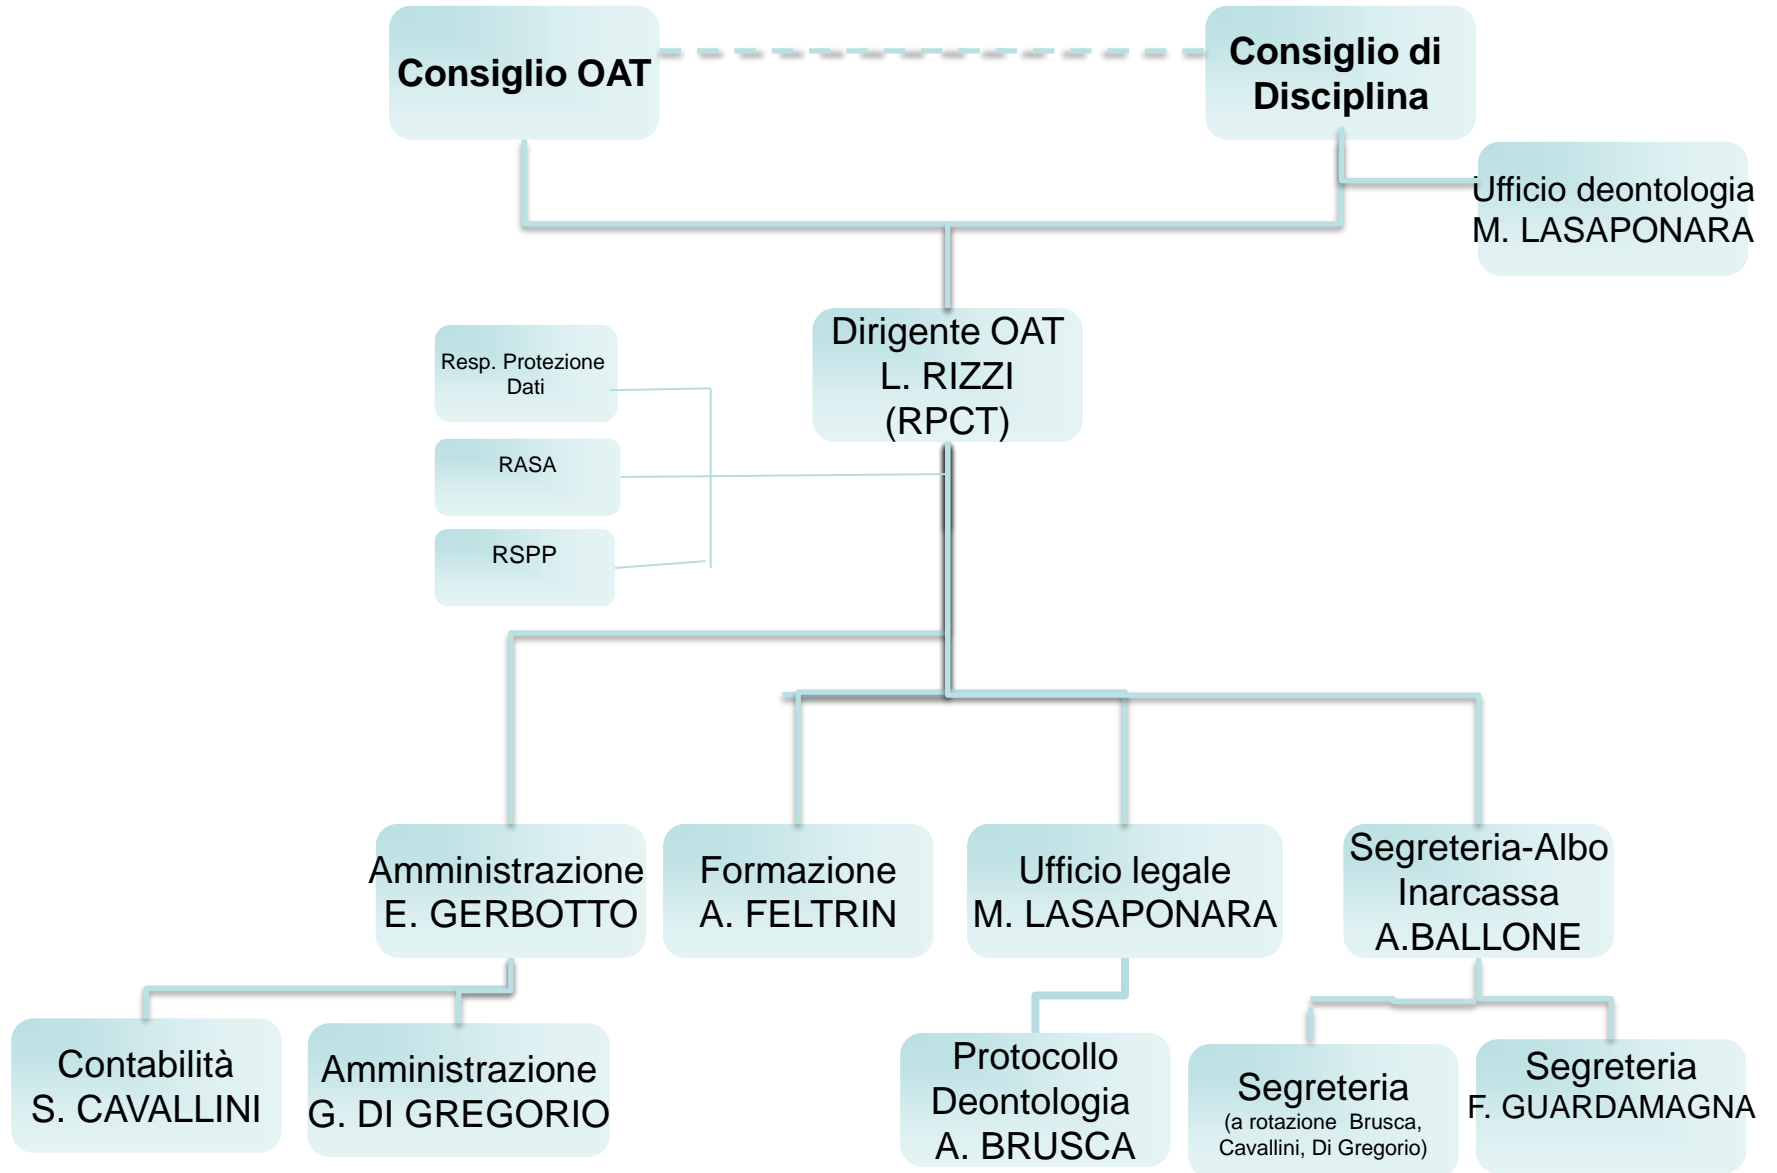 Consiglio OAT
Consiglio di
Disciplina
Ufficio deontologia
M. LASAPONARA
Dirigente OAT
L. RIZZI
(RPCT)
Resp. Protezione
Dati
RASA
RSPP
Amministrazione
E. GERBOTTO
Formazione
A. FELTRIN
Ufficio legale
M. LASAPONARA
Segreteria-Albo
Inarcassa
A.BALLONE
Contabilità
S. CAVALLINI
Amministrazione
G. DI GREGORIO
Protocollo
Deontologia
A. BRUSCA
Segreteria
(a rotazione Brusca,
Cavallini, Di Gregorio)
Segreteria
F. GUARDAMAGNA